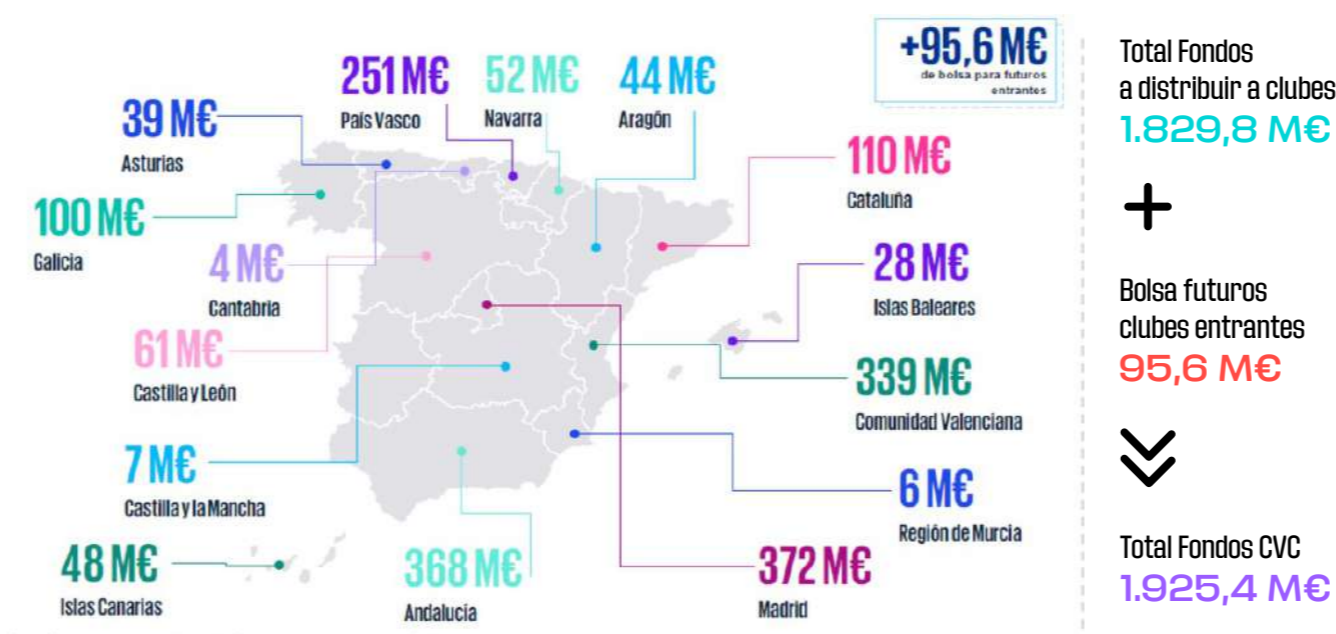 +95,6 M€
de bolsa para futuros
entrantes
251 M€
País Vasco
52 M€
Navarra
44 M€
Aragón
39 M€
Asturias
110 M€
Cataluña
100 M€
Galicia
4 M€
Cantabria
28 M€
Islas Baleares
61 M€
Castilla y León
339 M€
Comunidad Valenciana
7 M€
Castilla y la Mancha
6 M€
Región de Murcia
48 M€
Islas Canarias
368 M€
Andalucia
372 M€
Madrid
Total Fondos
a distribuir a clubes
1.829,8 M€
+
Bolsa futuros
clubes entrantes
95,6 M€
Total Fondos CVC
1.925,4 M€